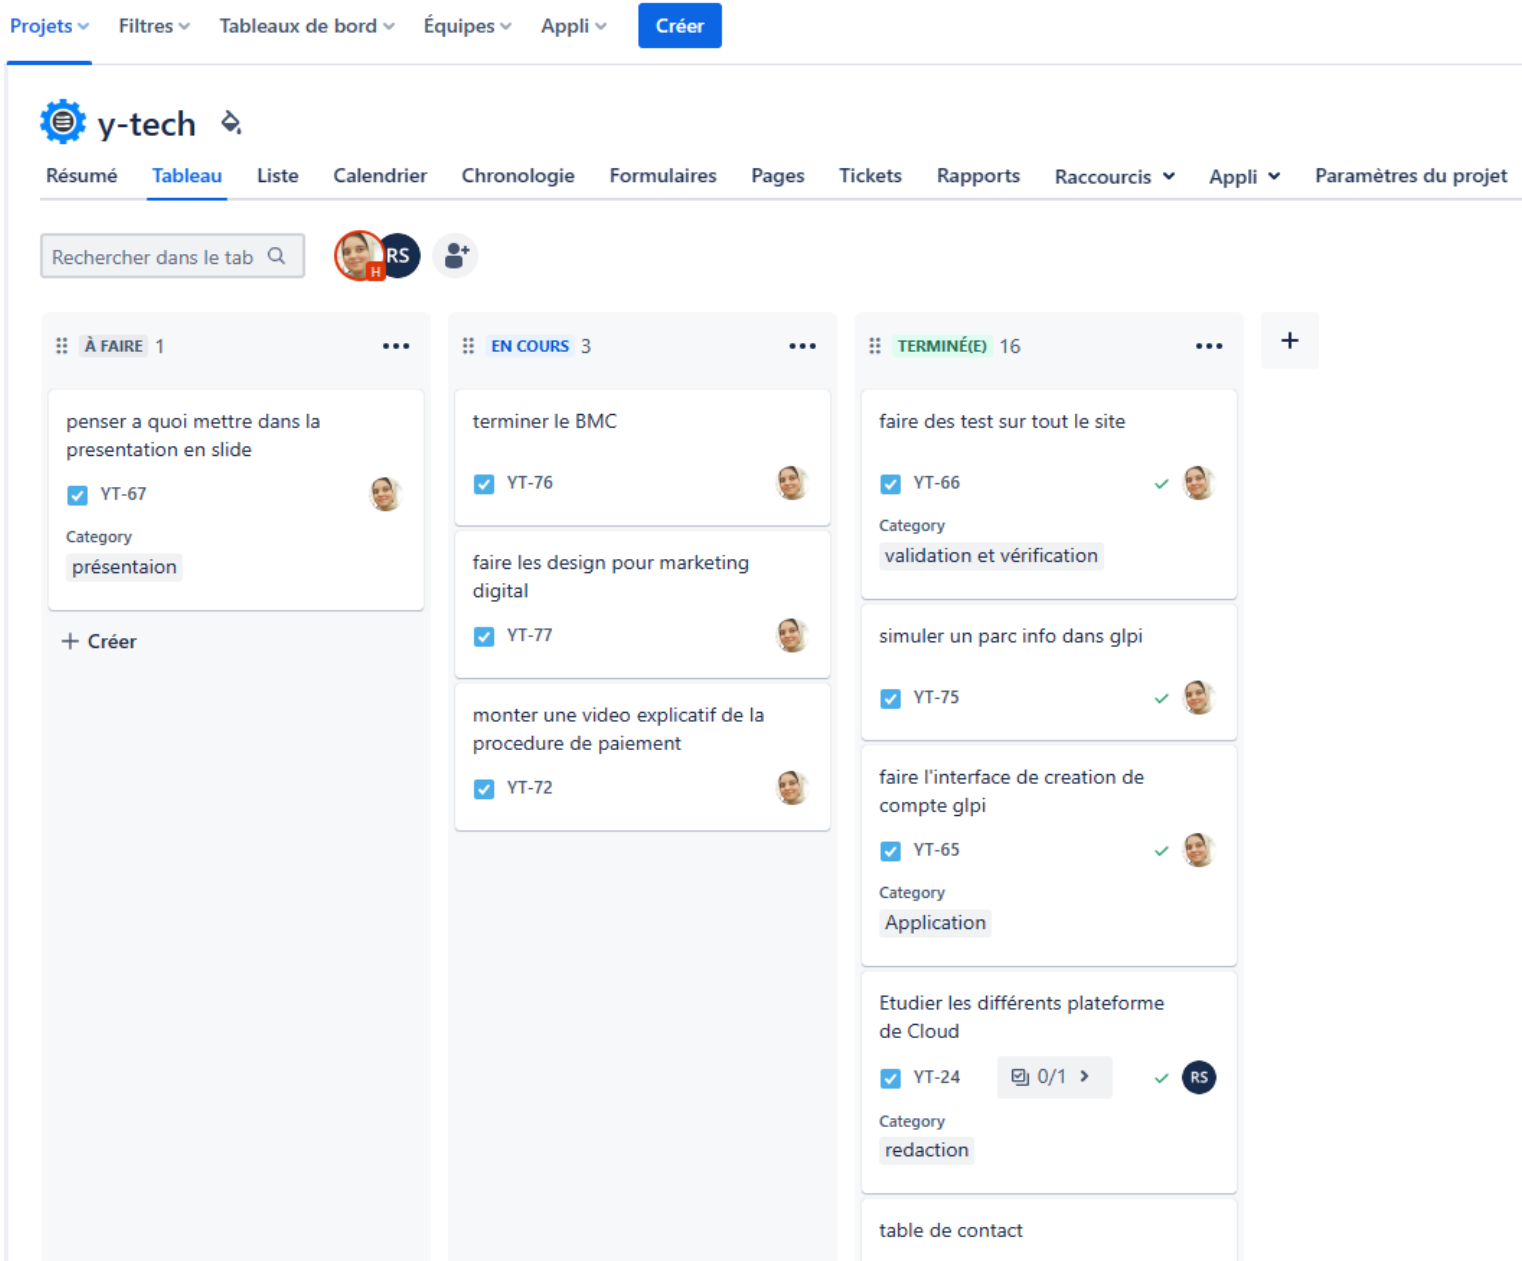 Projets Filtres Tableaux de bord Équipes Appli Créer
y-tech
Résumé Tableau Liste Calendrier Chronologie Formulaires Pages Tickets Rapports Raccourcis Appli Paramètres du projet
Rechercher dans le tab
H
RS
À FAIRE 1
penser a quoi mettre dans la
presentation en slide
YT-67
Category
présentaion
+ Créer
EN COURS 3
terminer le BMC
YT-76
faire les design pour marketing
digital
YT-77
monter une video explicatif de la
procedure de paiement
YT-72
TERMINÉ(E) 16
faire des test sur tout le site
YT-66
Category
validation et vérification
simuler un parc info dans glpi
YT-75
faire l'interface de creation de
compte glpi
YT-65
Category
Application
Etudier les différents plateforme
de Cloud
YT-24 0/1 RS
Category
redaction
table de contact
+